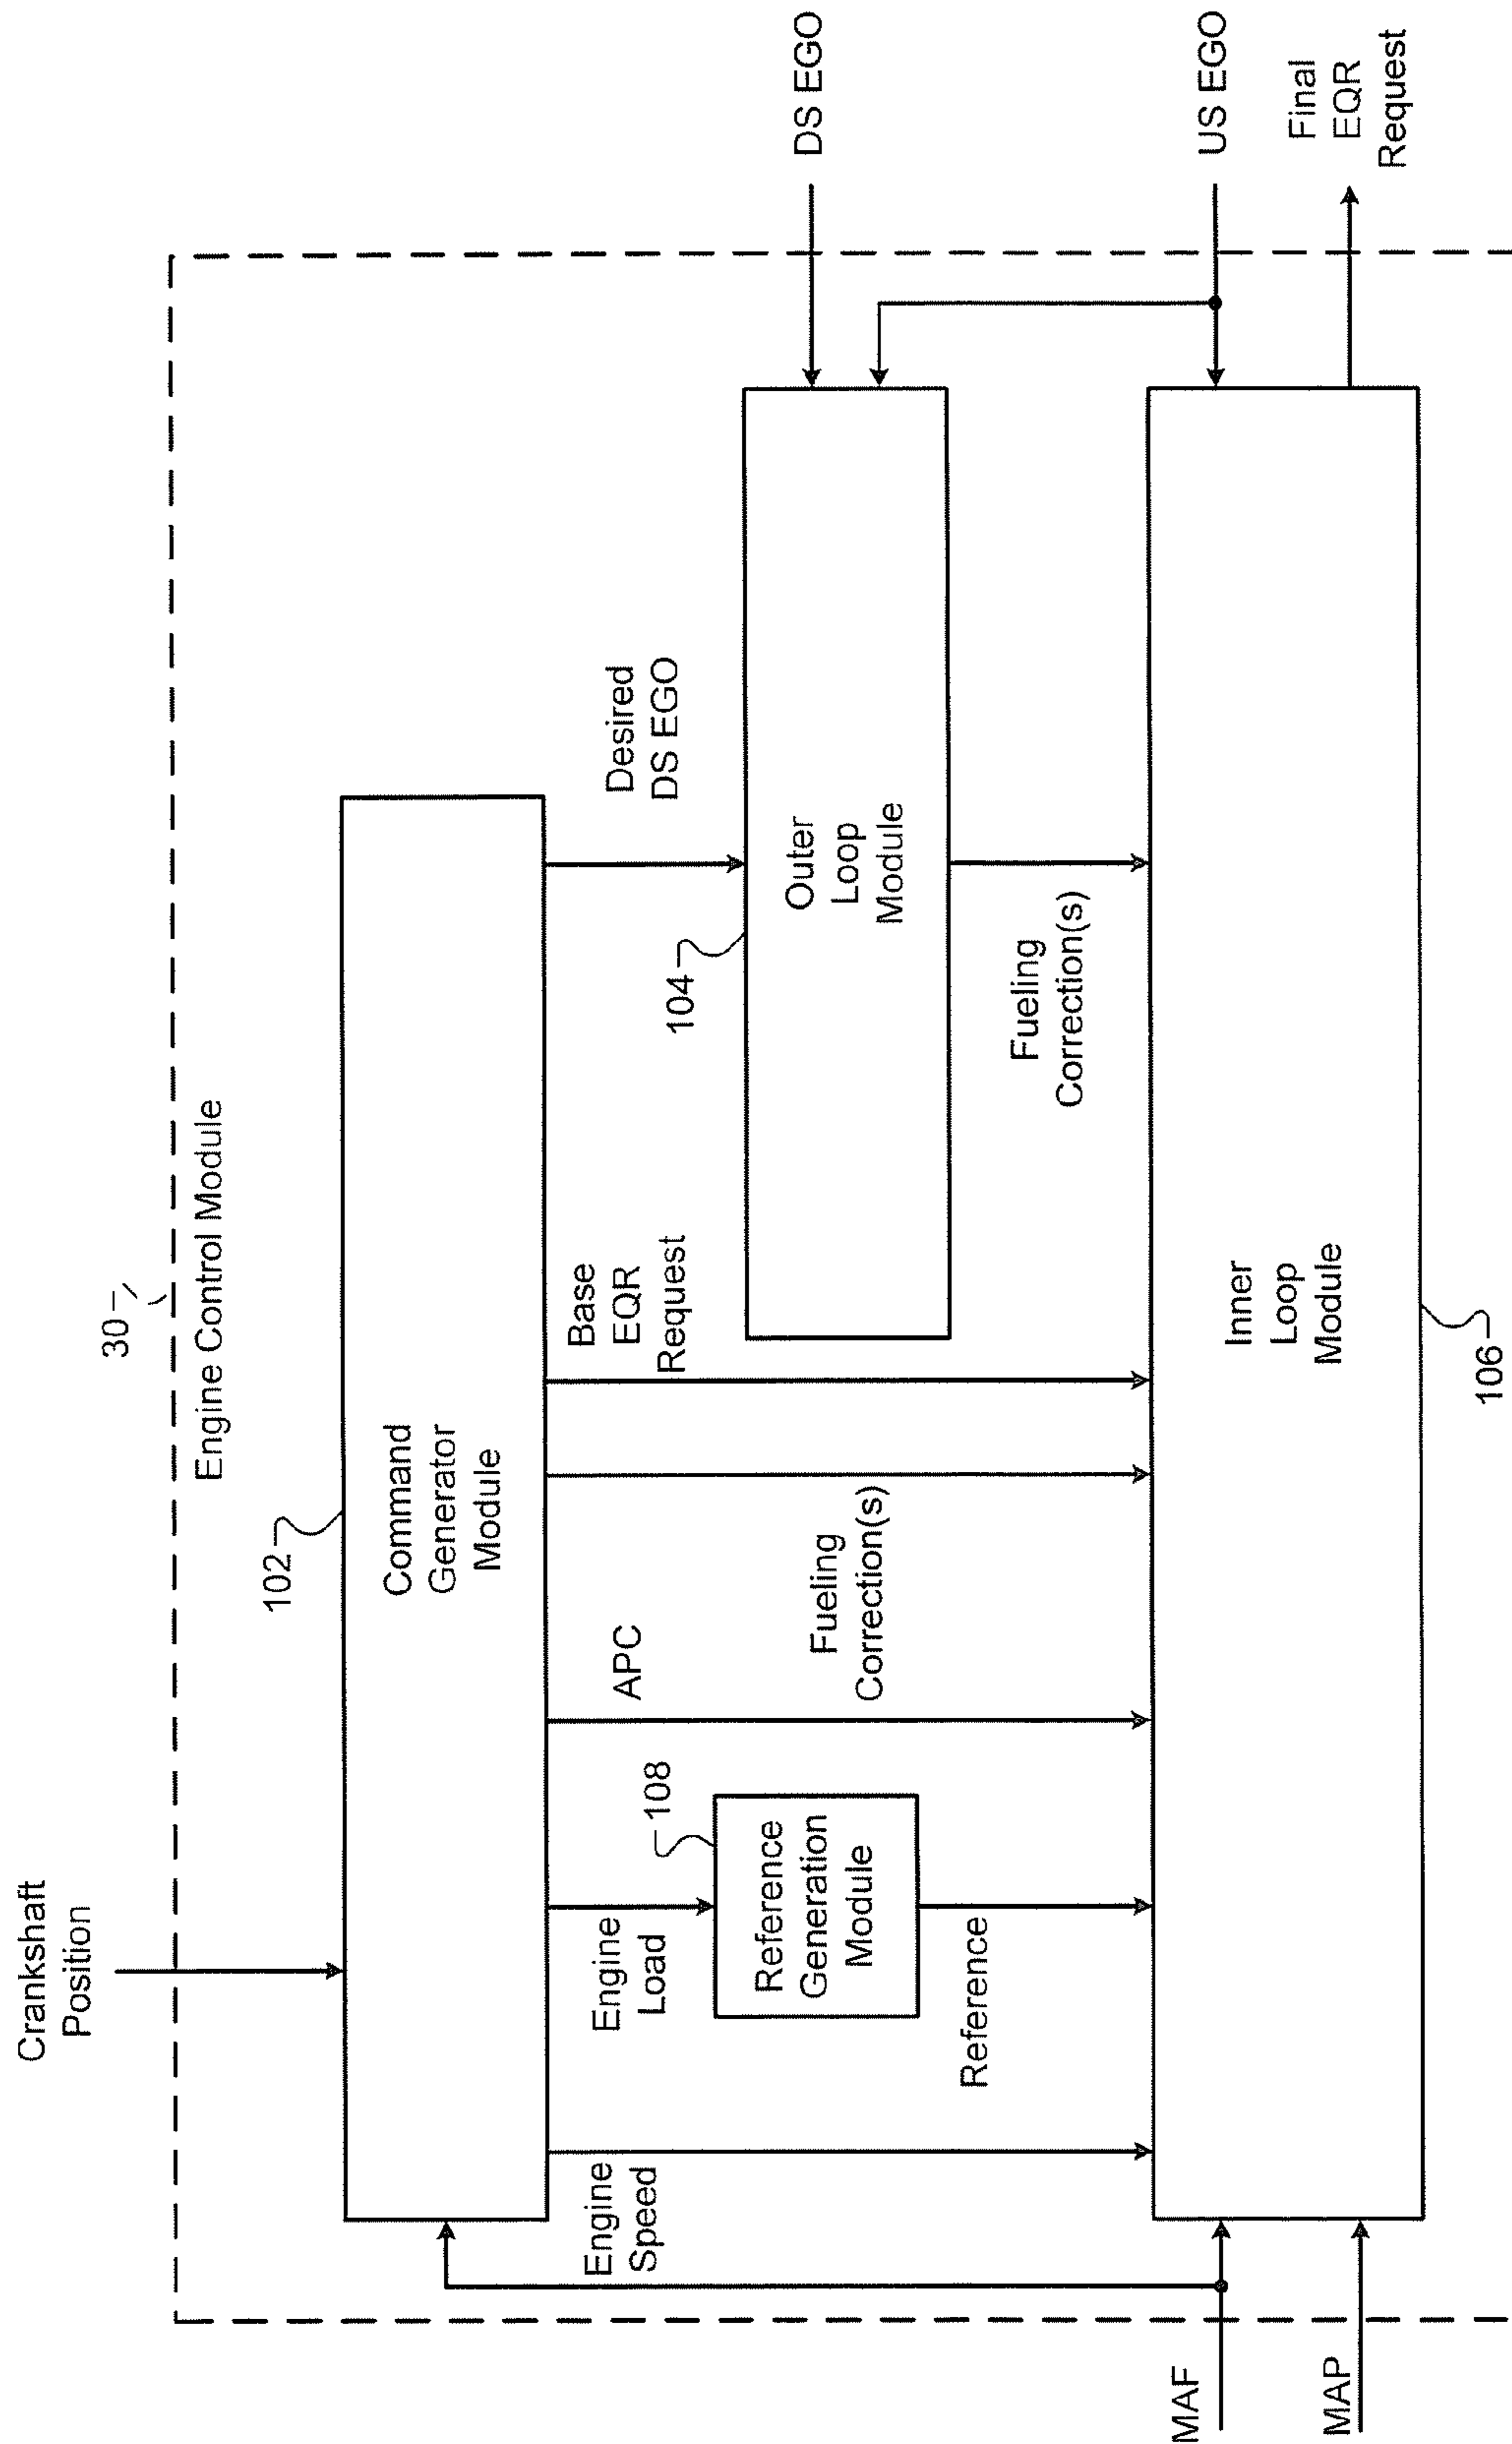 Crankshaft
Position
30
Engine Control Module
102
Command
Generator
Module
Engine
Speed
Engine
Load
APC
Base
EQR
Request
Desired
DS EGO
DS EGO
108
Reference
Generation
Module
Fueling
Correction(s)
104
Outer
Loop
Module
Reference
Fueling
Correction(s)
MAF
MAP
Inner
Loop
Module
106
US EGO
Final
EQR
Request